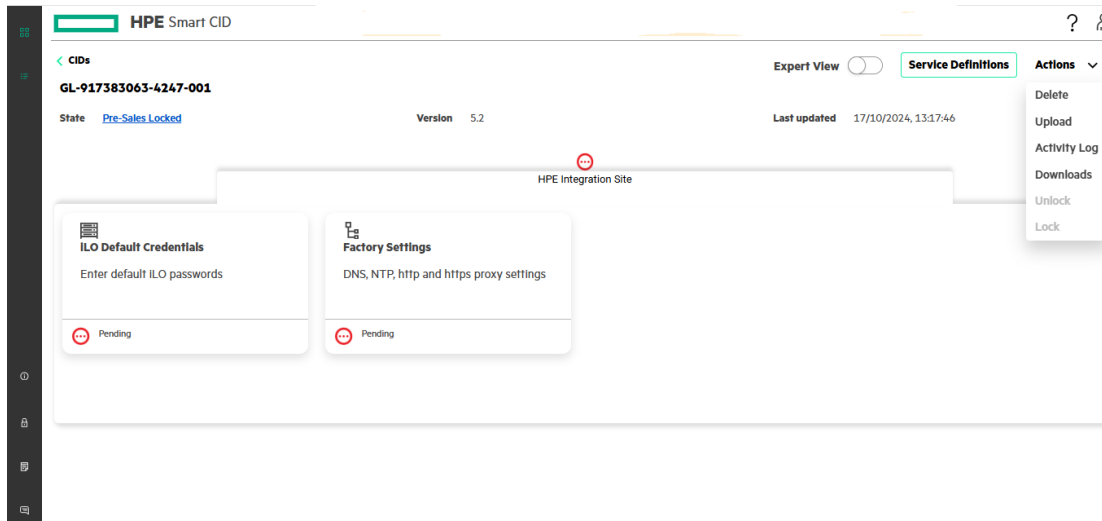 HPE Smart CID
?
CIDs
Expert View
Service Definitions
Actions
GL-917383063-4247-001
State Pre-Sales Locked
Version 5.2
Last updated 17/10/2024, 13:17:46
Delete
Upload
Activity Log
Downloads
Unlock
Lock
HPE Integration Site
iLO Default Credentials
Enter default iLO passwords
Pending
Factory Settings
DNS, NTP, http and https proxy settings
Pending